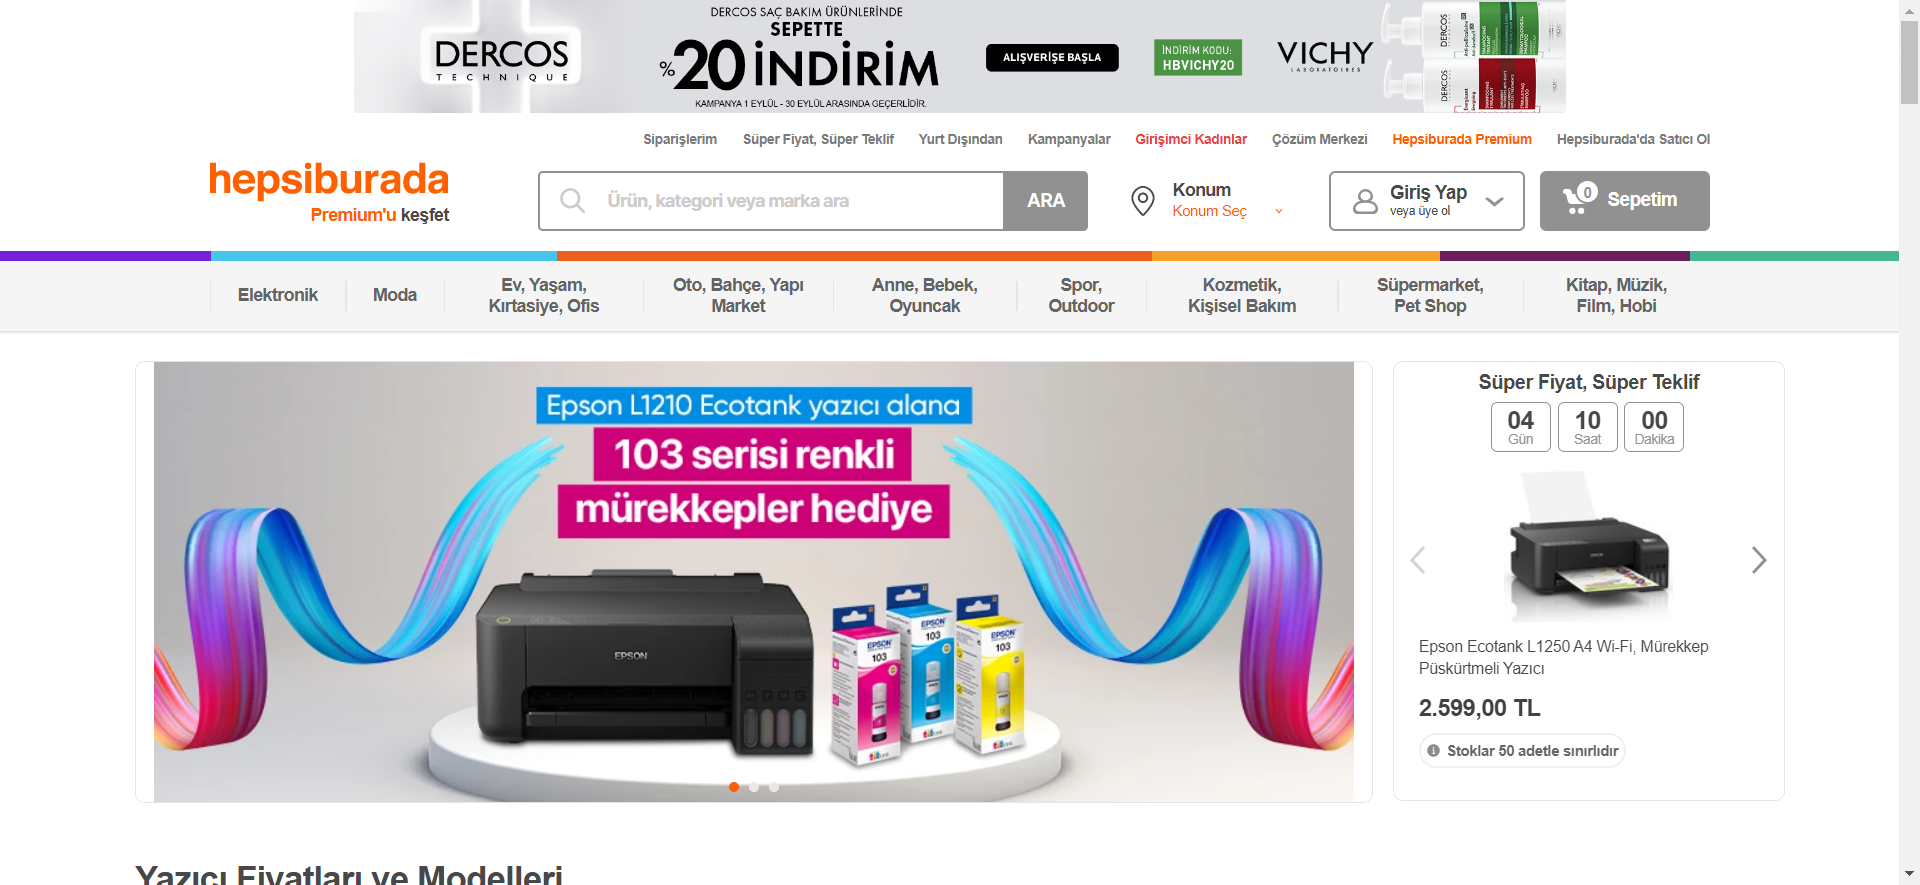 DERCOS
TECHNIQUE
DERCOS SAÇ BAKIM ÜRÜNLERİNDE
SEPETTE
%20 İNDİRİM
KAMPANYA 1 EYLÜL - 30 EYLÜL ARASINDA GEÇERLİDİR.
ALIŞVERİŞE BAŞLA
İNDİRİM KODU:
HBVICHY20
VICHY
LABORATOIRES
DERCOS
DERCOS
Siparişlerim Süper Fiyat, Süper Teklif Yurt Dışından Kampanyalar Girişimci Kadınlar Çözüm Merkezi Hepsiburada Premium Hepsiburada'da Satıcı Ol
hepsiburada
Premium'u keşfet
Ürün, kategori veya marka ara
ARA
Konum
Konum Seç
Giriş Yap
veya üye ol
0
Sepetim
Elektronik
Moda
Ev, Yaşam,
Kırtasiye, Ofis
Oto, Bahçe, Yapı
Market
Anne, Bebek,
Oyuncak
Spor,
Outdoor
Kozmetik,
Kişisel Bakım
Süpermarket,
Pet Shop
Kitap, Müzik,
Film, Hobi
Epson L1210 Ecotank yazıcı alana
103 serisi renkli
mürekkepler hediye
EPSON
EPSON
103
EPSON
103
EPSON
103
Süper Fiyat, Süper Teklif
04 10 00
Gün Saat Dakika
EPSON
Epson Ecotank L1250 A4 Wi-Fi, Mürekkep
Püskürtmeli Yazıcı
2.599,00 TL
Stoklar 50 adetle sınırlıdır
Yazıcı Fiyatları ve Modelleri